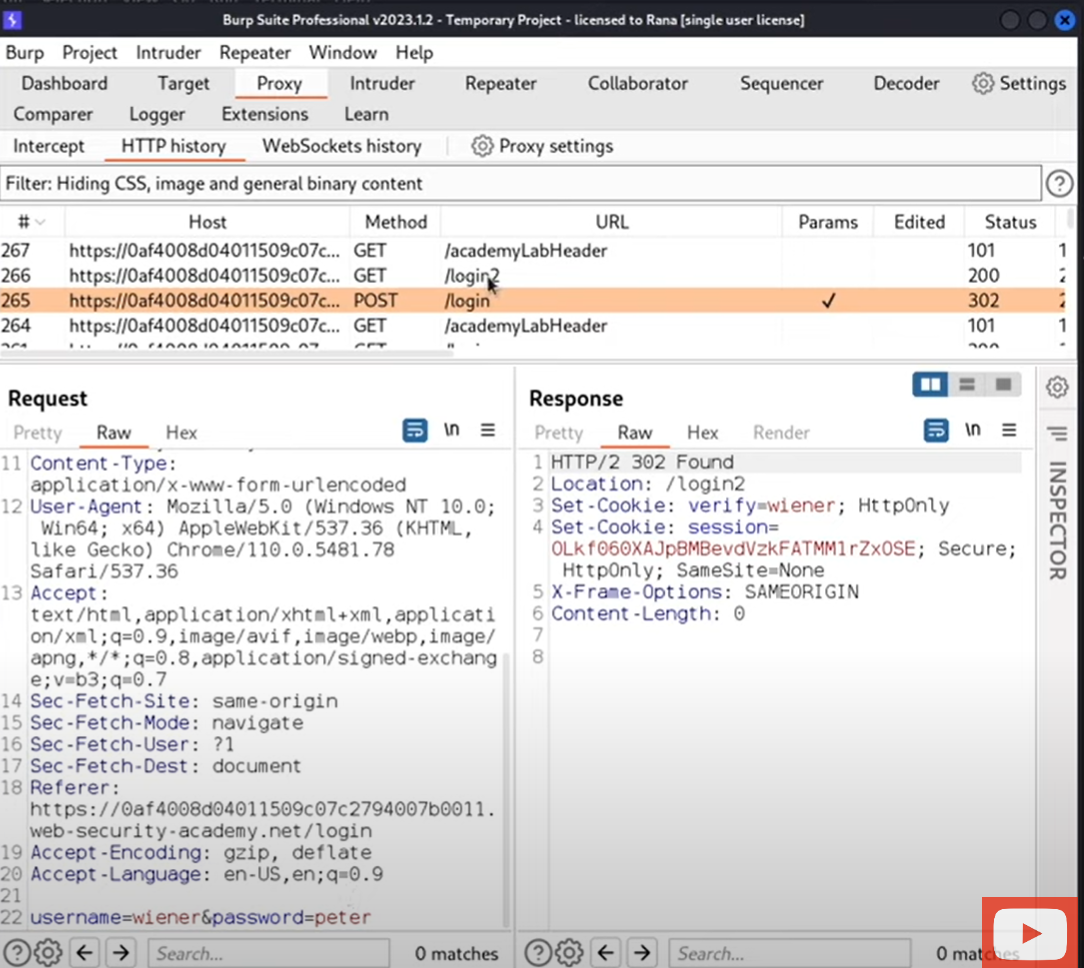 Burp Suite Professional v2023.1.2 - Temporary Project - licensed to Rana [single user license]
Burp Project Intruder Repeater Window Help
Dashboard Target Proxy Intruder Repeater Collaborator Sequencer Decoder Settings
Comparer Logger Extensions Learn
Intercept HTTP history WebSockets history Proxy settings
Filter: Hiding CSS, image and general binary content ?
# Host Method URL Params Edited Status
267 https://0af4008d04011509c07c... GET /academyLabHeader 101 1
266 https://0af4008d04011509c07c... GET /login2 200 2
265 https://0af4008d04011509c07c... POST /login ✓ 302 2
264 https://0af4008d04011509c07c... GET /academyLabHeader 101 1
Request
Pretty Raw Hex \n
11 Content-Type:
application/x-www-form-urlencoded
12 User-Agent: Mozilla/5.0 (Windows NT 10.0;
Win64; x64) AppleWebKit/537.36 (KHTML,
like Gecko) Chrome/110.0.5481.78
Safari/537.36
13 Accept:
text/html,application/xhtml+xml,applicati
on/xml;q=0.9,image/avif,image/webp,image/
apng,*/*;q=0.8,application/signed-exchang
e;v=b3;q=0.7
14 Sec-Fetch-Site: same-origin
15 Sec-Fetch-Mode: navigate
16 Sec-Fetch-User: ?1
17 Sec-Fetch-Dest: document
18 Referer:
https://0af4008d04011509c07c2794007b0011.
web-security-academy.net/login
19 Accept-Encoding: gzip, deflate
20 Accept-Language: en-US,en;q=0.9
21
22 username=wiener&password=peter
? Search... 0 matches
Response
Pretty Raw Hex Render \n
1 HTTP/2 302 Found
2 Location: /login2
3 Set-Cookie: verify=wiener; HttpOnly
4 Set-Cookie: session=
OLkf060XAJpBMBevdVzkFATMM1rZxOSE; Secure;
HttpOnly; SameSite=None
5 X-Frame-Options: SAMEORIGIN
6 Content-Length: 0
7
8
? Search... 0 matches
INSPECTOR